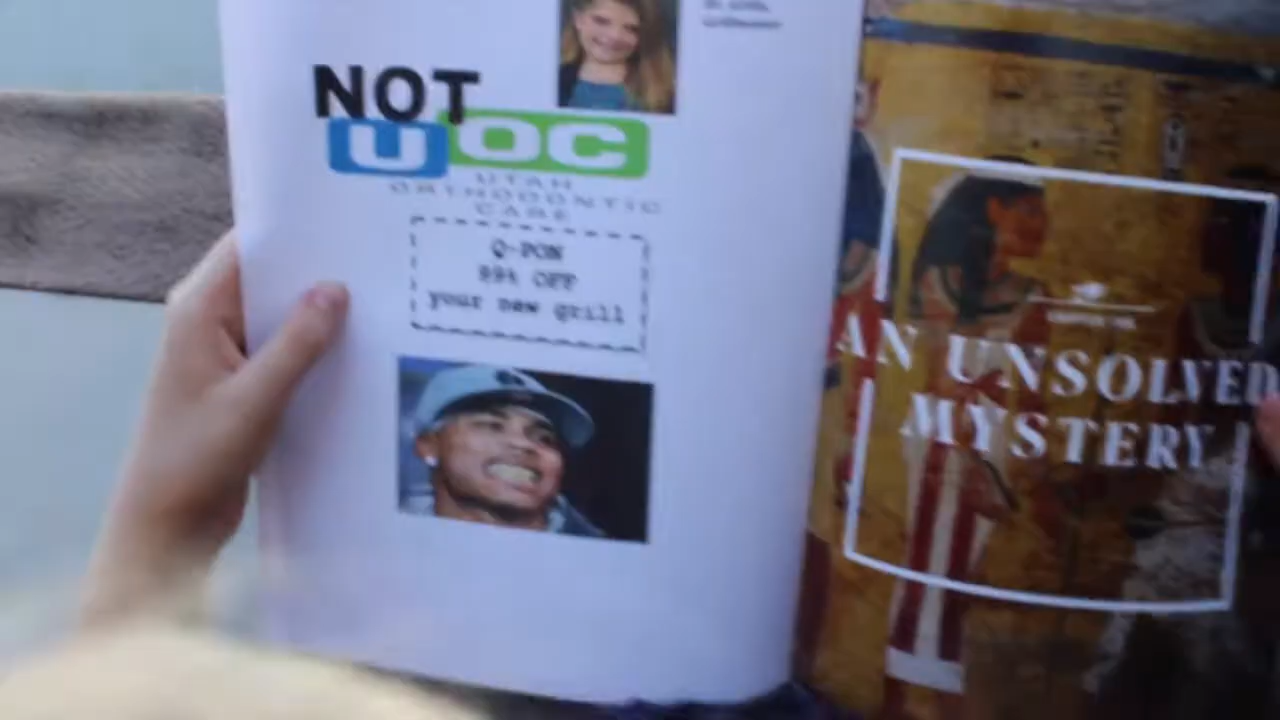 NOT
UOC
UTAH
ORTHODONTIC
CARE
Q-PON
99% OFF
your new grill
AN UNSOLVED
MYSTERY